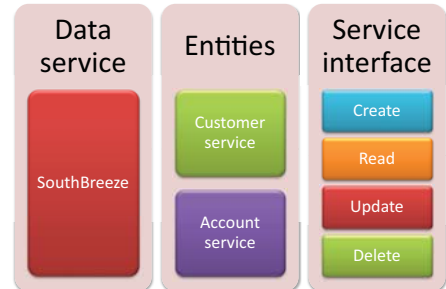 Data
service
SouthBreeze
Entities
Customer
service
Account
service
Service
interface
Create
Read
Update
Delete